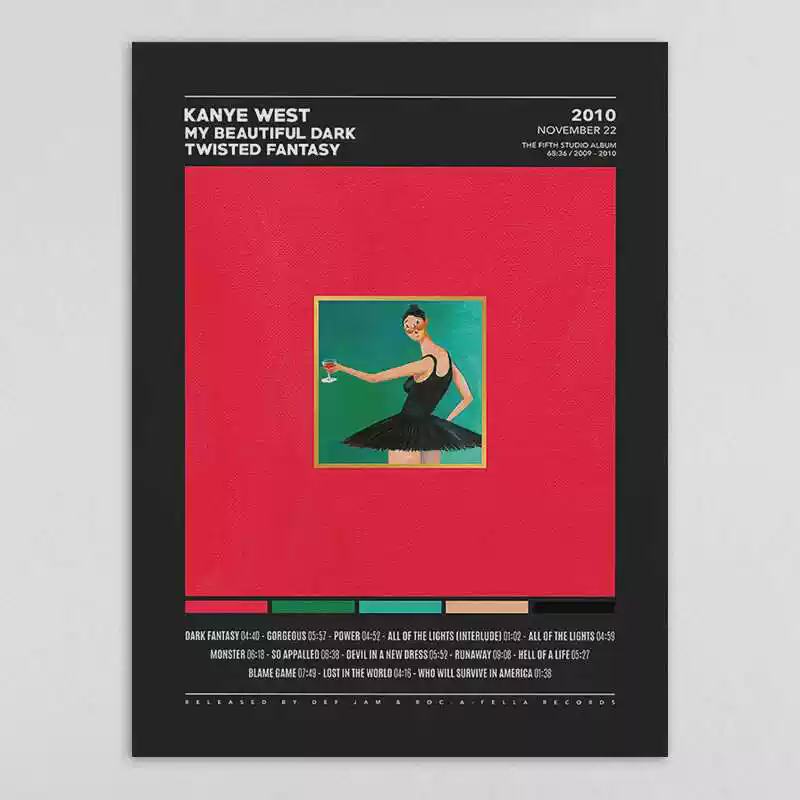 KANYE WEST
MY BEAUTIFUL DARK
TWISTED FANTASY
2010
NOVEMBER 22
THE FIFTH STUDIO ALBUM
68:36 / 2009 - 2010
DARK FANTASY 04:40 - GORGEOUS 05:57 - POWER 04:52 - ALL OF THE LIGHTS (INTERLUDE) 01:02 - ALL OF THE LIGHTS 04:59
MONSTER 06:18 - SO APPALLED 06:38 - DEVIL IN A NEW DRESS 05:52 - RUNAWAY 09:08 - HELL OF A LIFE 05:27
BLAME GAME 07:49 - LOST IN THE WORLD 04:16 - WHO WILL SURVIVE IN AMERICA 01:38
RELEASED BY DEF JAM & ROC-A-FELLA RECORDS